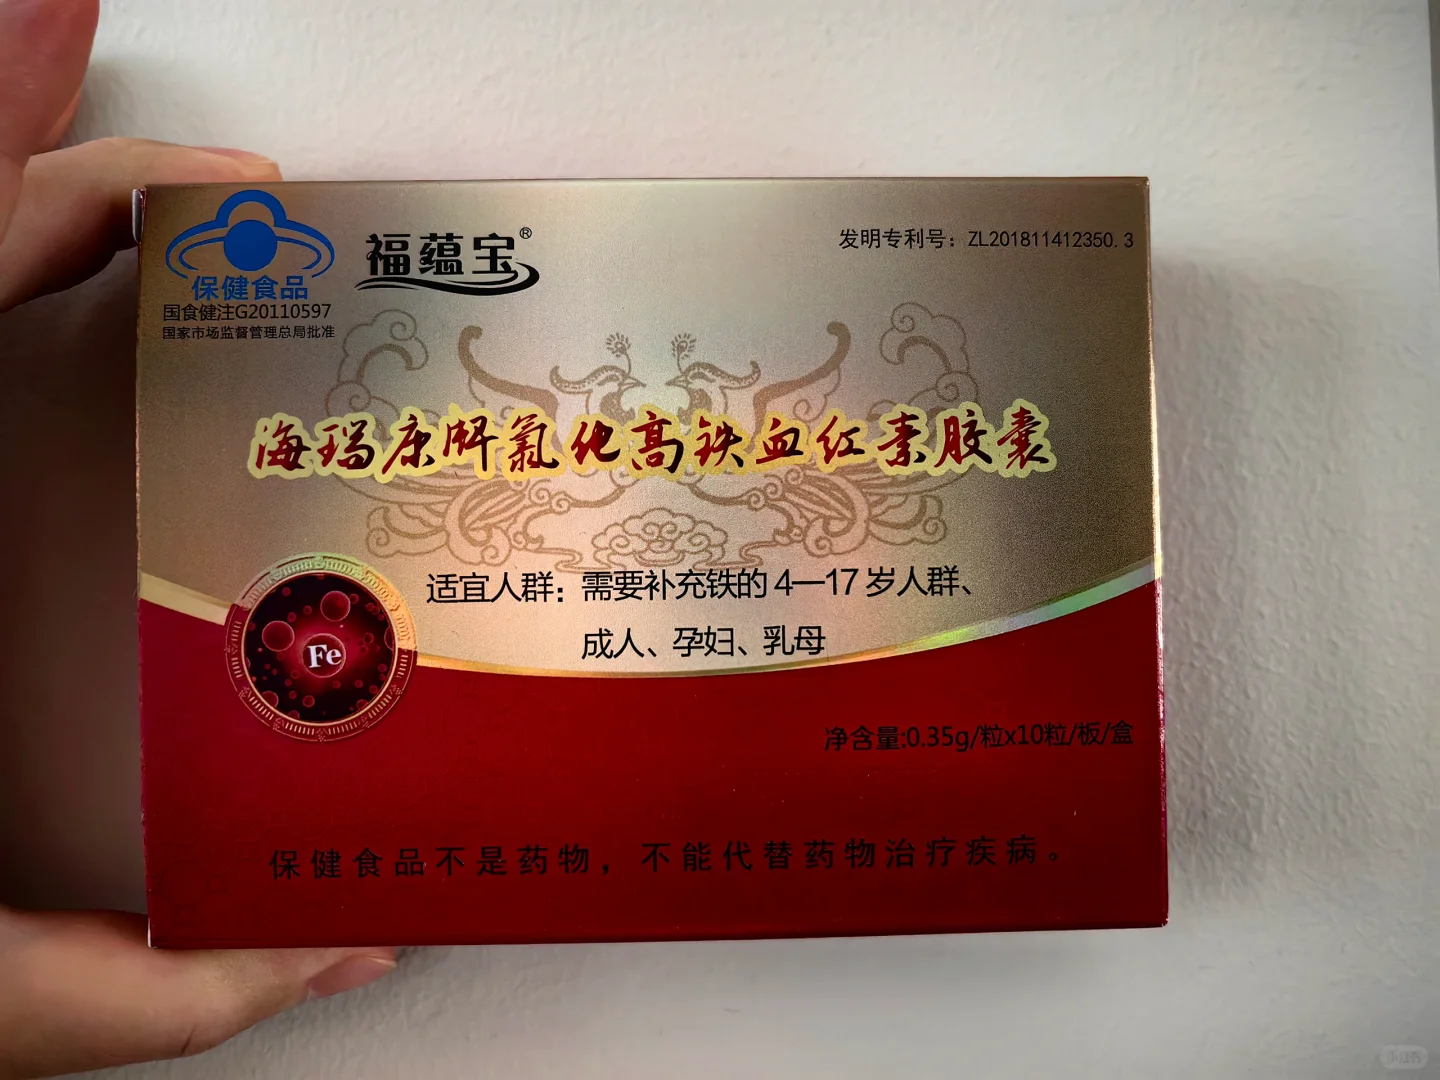 保健食品
国食健注G20110597
国家市场监督管理总局批准
福蕴宝®
发明专利号：ZL201811412350.3
海瑞康牌氯化高铁血红素胶囊
适宜人群：需要补充铁的4—17岁人群、
成人、孕妇、乳母
Fe
净含量:0.35g/粒x10粒/板/盒
保健食品不是药物，不能代替药物治疗疾病。
小红书